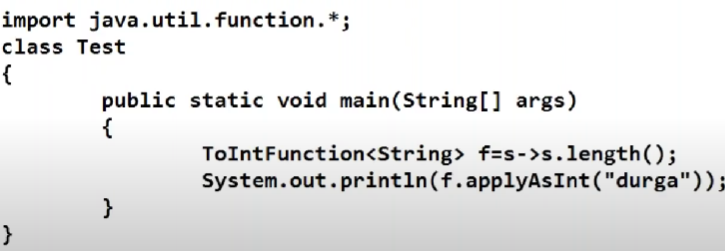 import java.util.function.*;
class Test
{
public static void main(String[] args)
{
ToIntFunction<String> f=s->s.length();
System.out.println(f.applyAsInt("durga"));
}
}